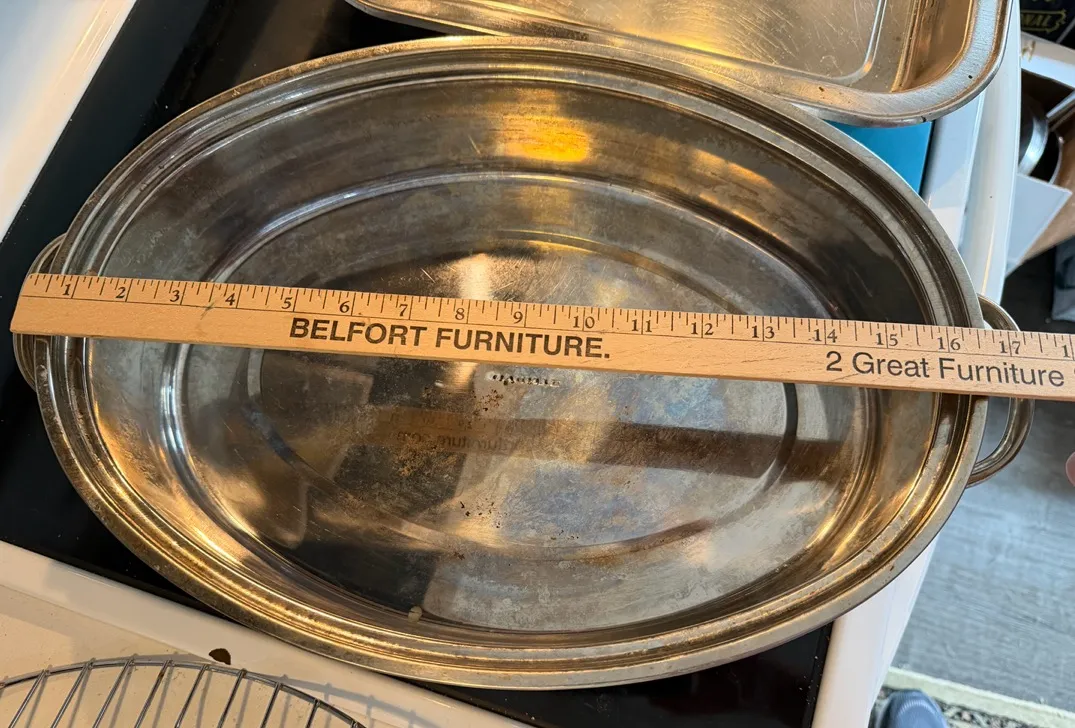 NAL
1 2 3 4 5 6 7 8 9 10 11 12 13 14 15 16 17
BELFORT FURNITURE.
2 Great Furniture